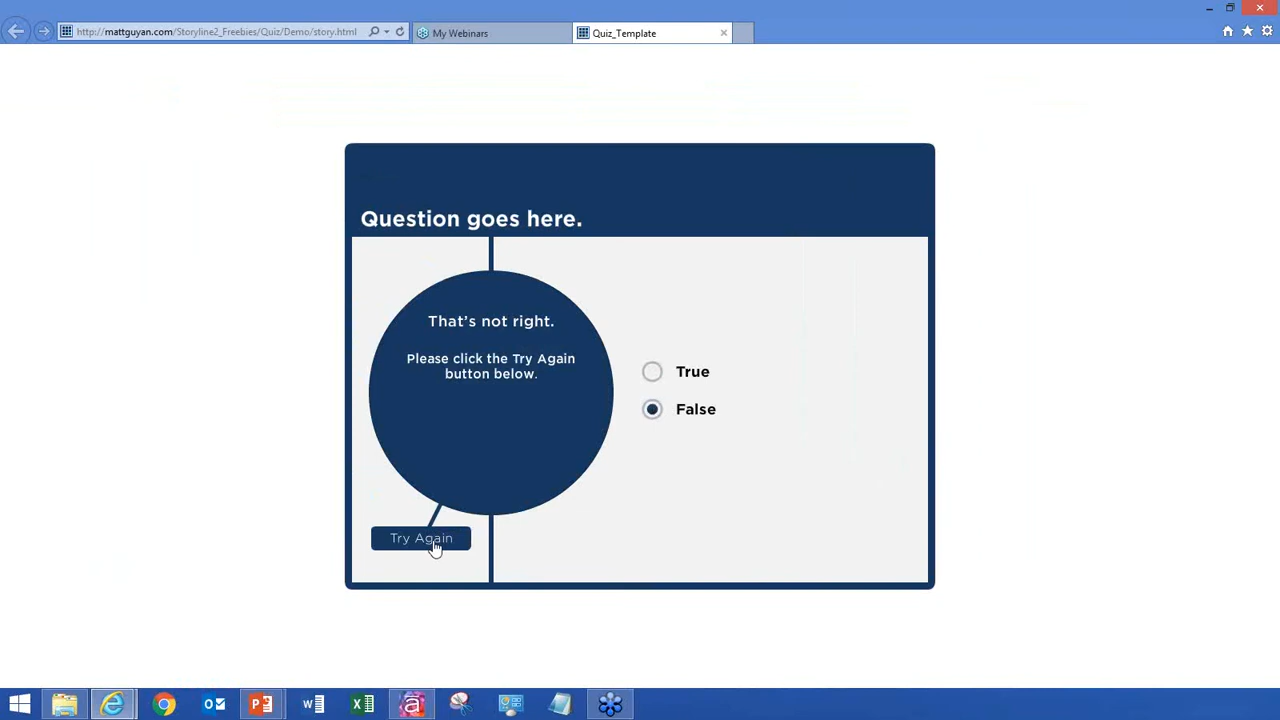 http://mattguyan.com/Storyline2_Freebies/Quiz/Demo/story.html
My Webinars
Quiz_Template
Question goes here.
That's not right.
Please click the Try Again
button below.
True
False
Try Again